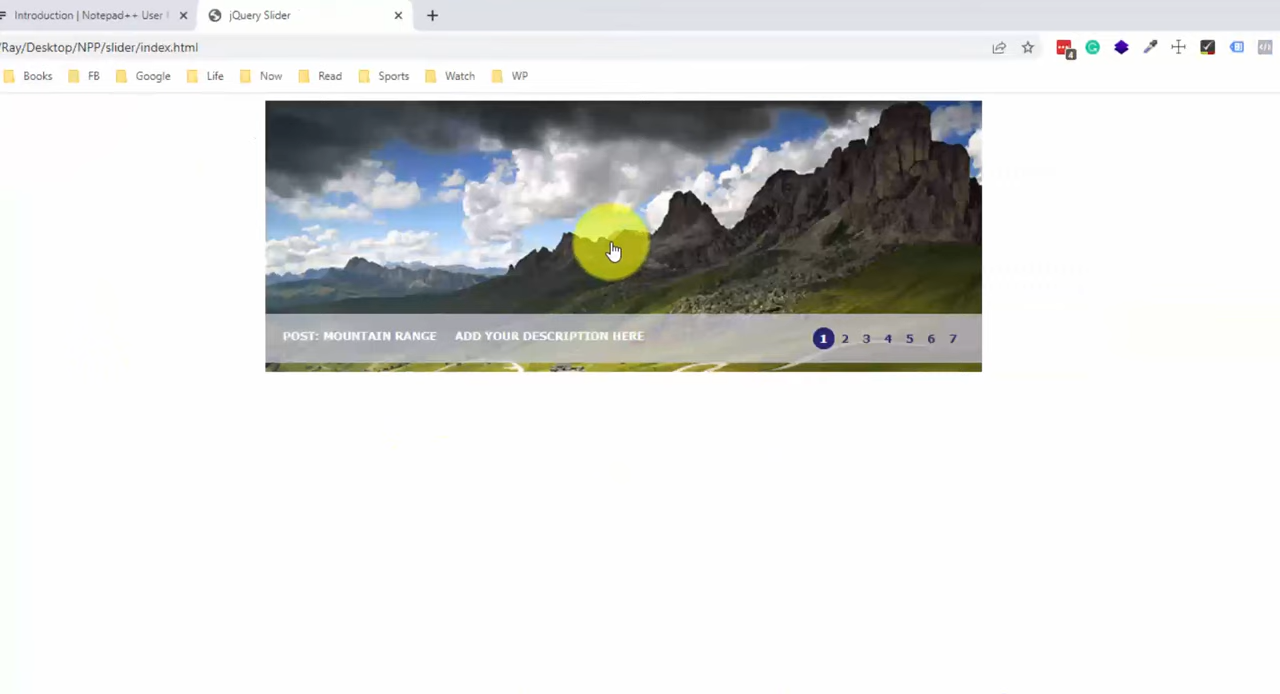 Introduction | Notepad++ User
jQuery Slider
/Ray/Desktop/NPP/slider/index.html
4
Books FB Google Life Now Read Sports Watch WP
POST: MOUNTAIN RANGE ADD YOUR DESCRIPTION HERE 1 2 3 4 5 6 7